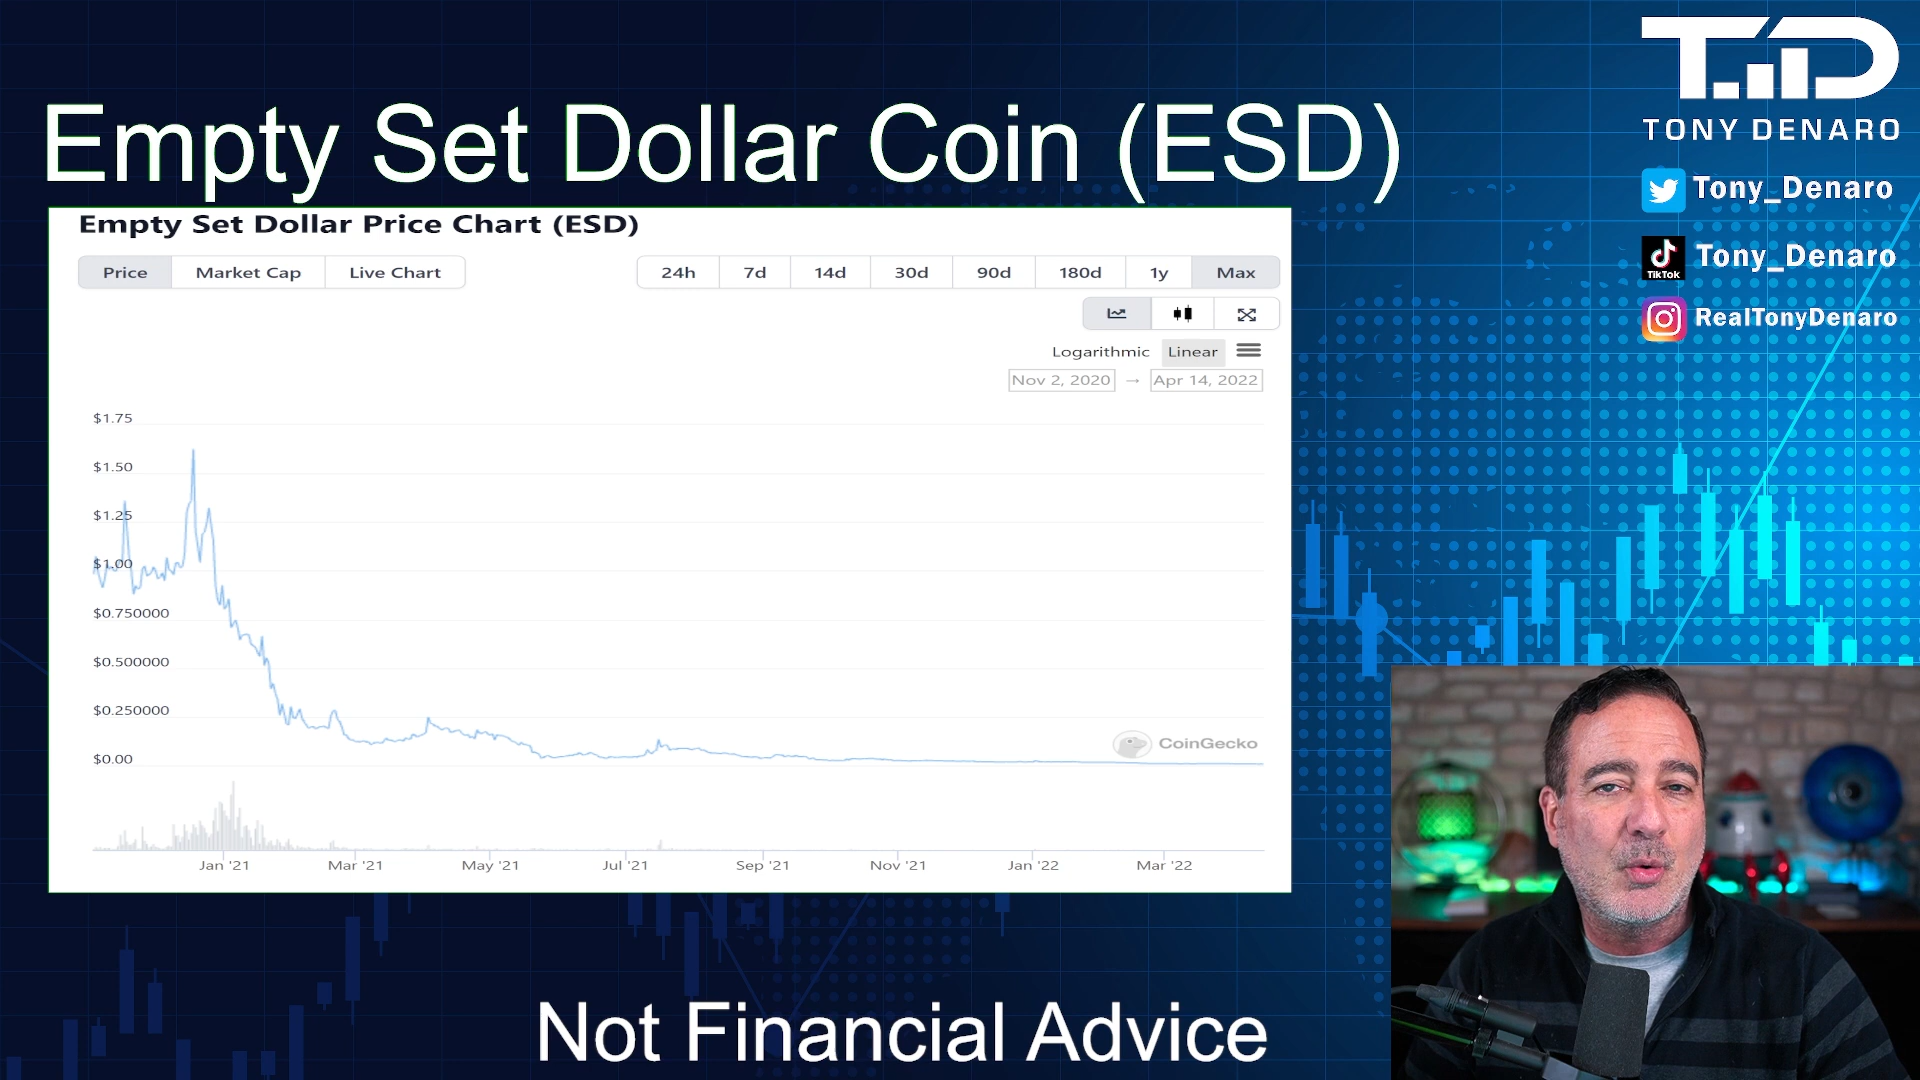 Empty Set Dollar Coin (ESD)
TONY DENARO
Tony_Denaro
TikTok
Tony_Denaro
RealTonyDenaro
Empty Set Dollar Price Chart (ESD)
Price Market Cap Live Chart 24h 7d 14d 30d 90d 180d 1y Max
Logarithmic Linear
Nov 2, 2020 → Apr 14, 2022
$1.75
$1.50
$1.25
$1.00
$0.750000
$0.500000
$0.250000
$0.00
CoinGecko
Jan '21 Mar '21 May '21 Jul '21 Sep '21 Nov '21 Jan '22 Mar '22
Not Financial Advice